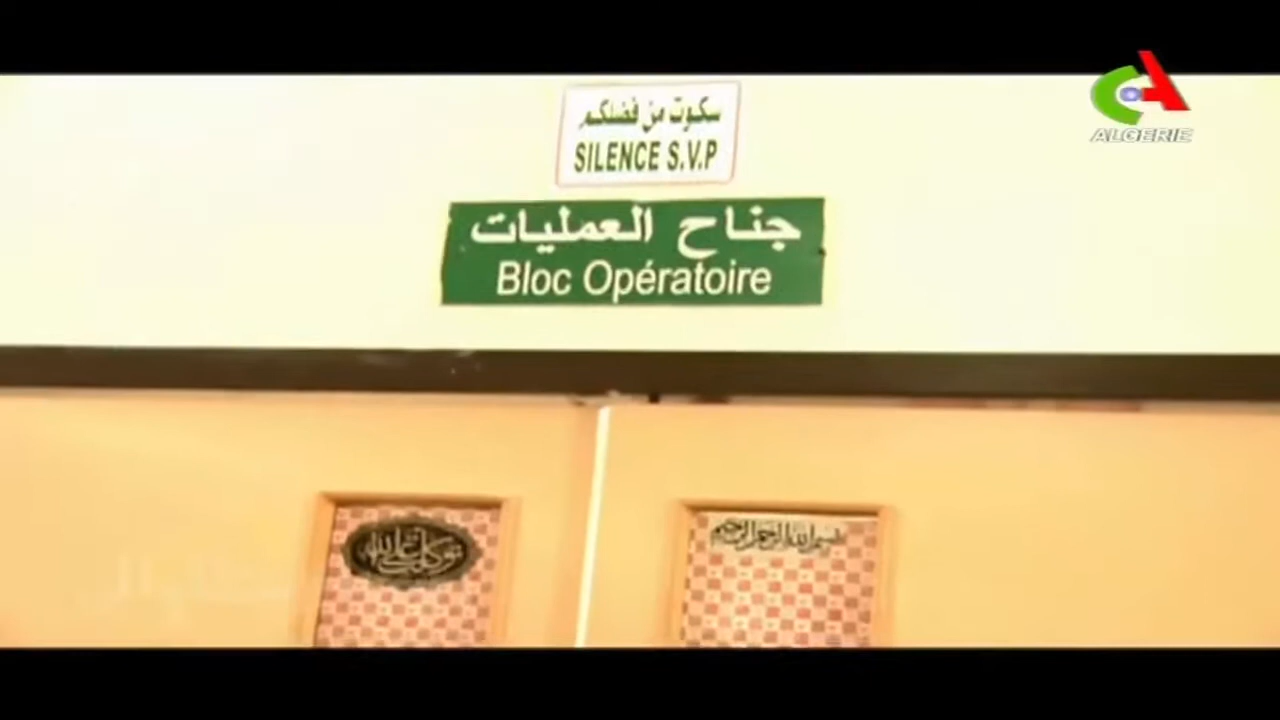 ALGERIE
سكوت من فضلكم
SILENCE S.V.P
جناح العمليات
Bloc Opératoire
توكلت على الله
بسم الله الرحمن الرحيم